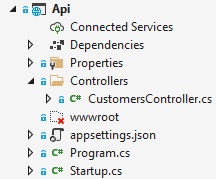 Api
Connected Services
Dependencies
Properties
Controllers
C# CustomersController.cs
wwwroot
appsettings.json
C# Program.cs
C# Startup.cs